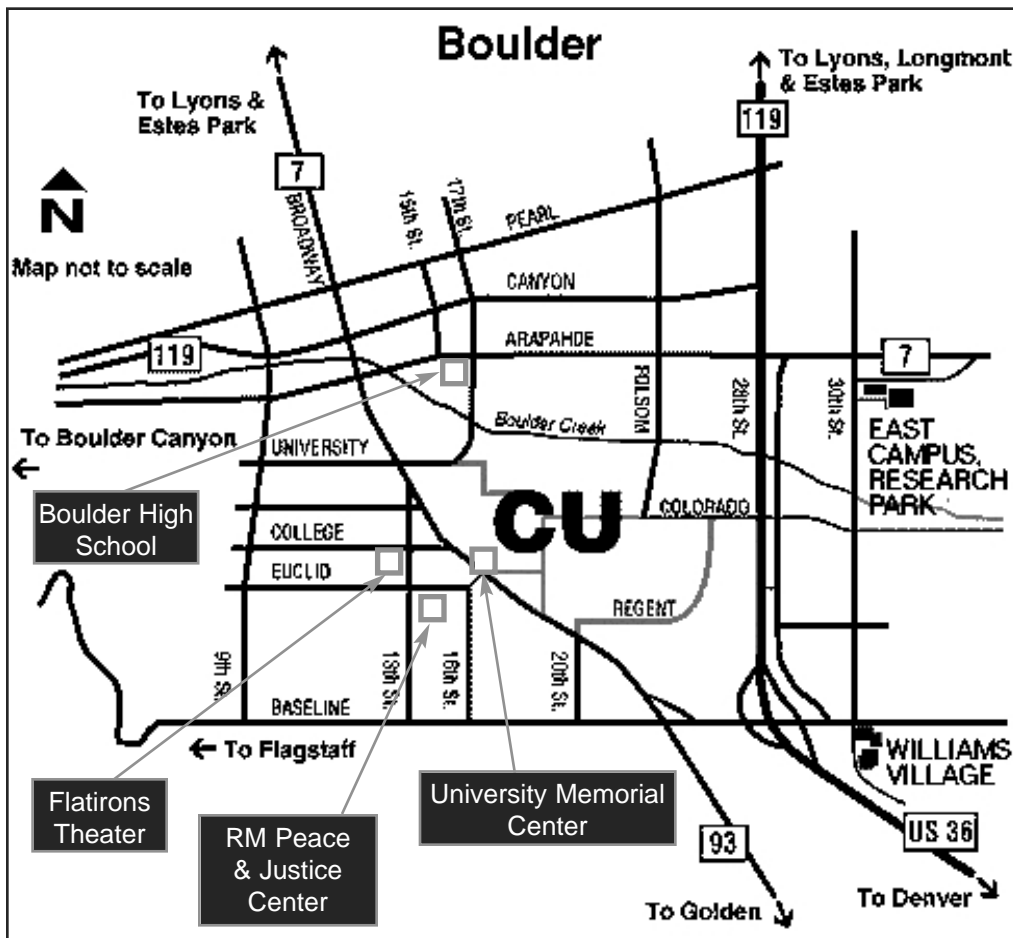 Boulder
To Lyons &
Estes Park
To Lyons, Longmont
& Estes Park
119
7
N
Map not to scale
BROADWAY
15th St.
17th St.
PEARL
CANYON
ARAPAHOE
119
7
FOLSOM
28th St.
30th St.
Boulder Creek
To Boulder Canyon
UNIVERSITY
EAST
CAMPUS,
RESEARCH
PARK
Boulder High
School
CU
COLORADO
COLLEGE
EUCLID
REGENT
9th St.
13th St.
16th St.
20th St.
BASELINE
To Flagstaff
WILLIAMS
VILLAGE
Flatirons
Theater
RM Peace
& Justice
Center
University Memorial
Center
93
US 36
To Golden
To Denver